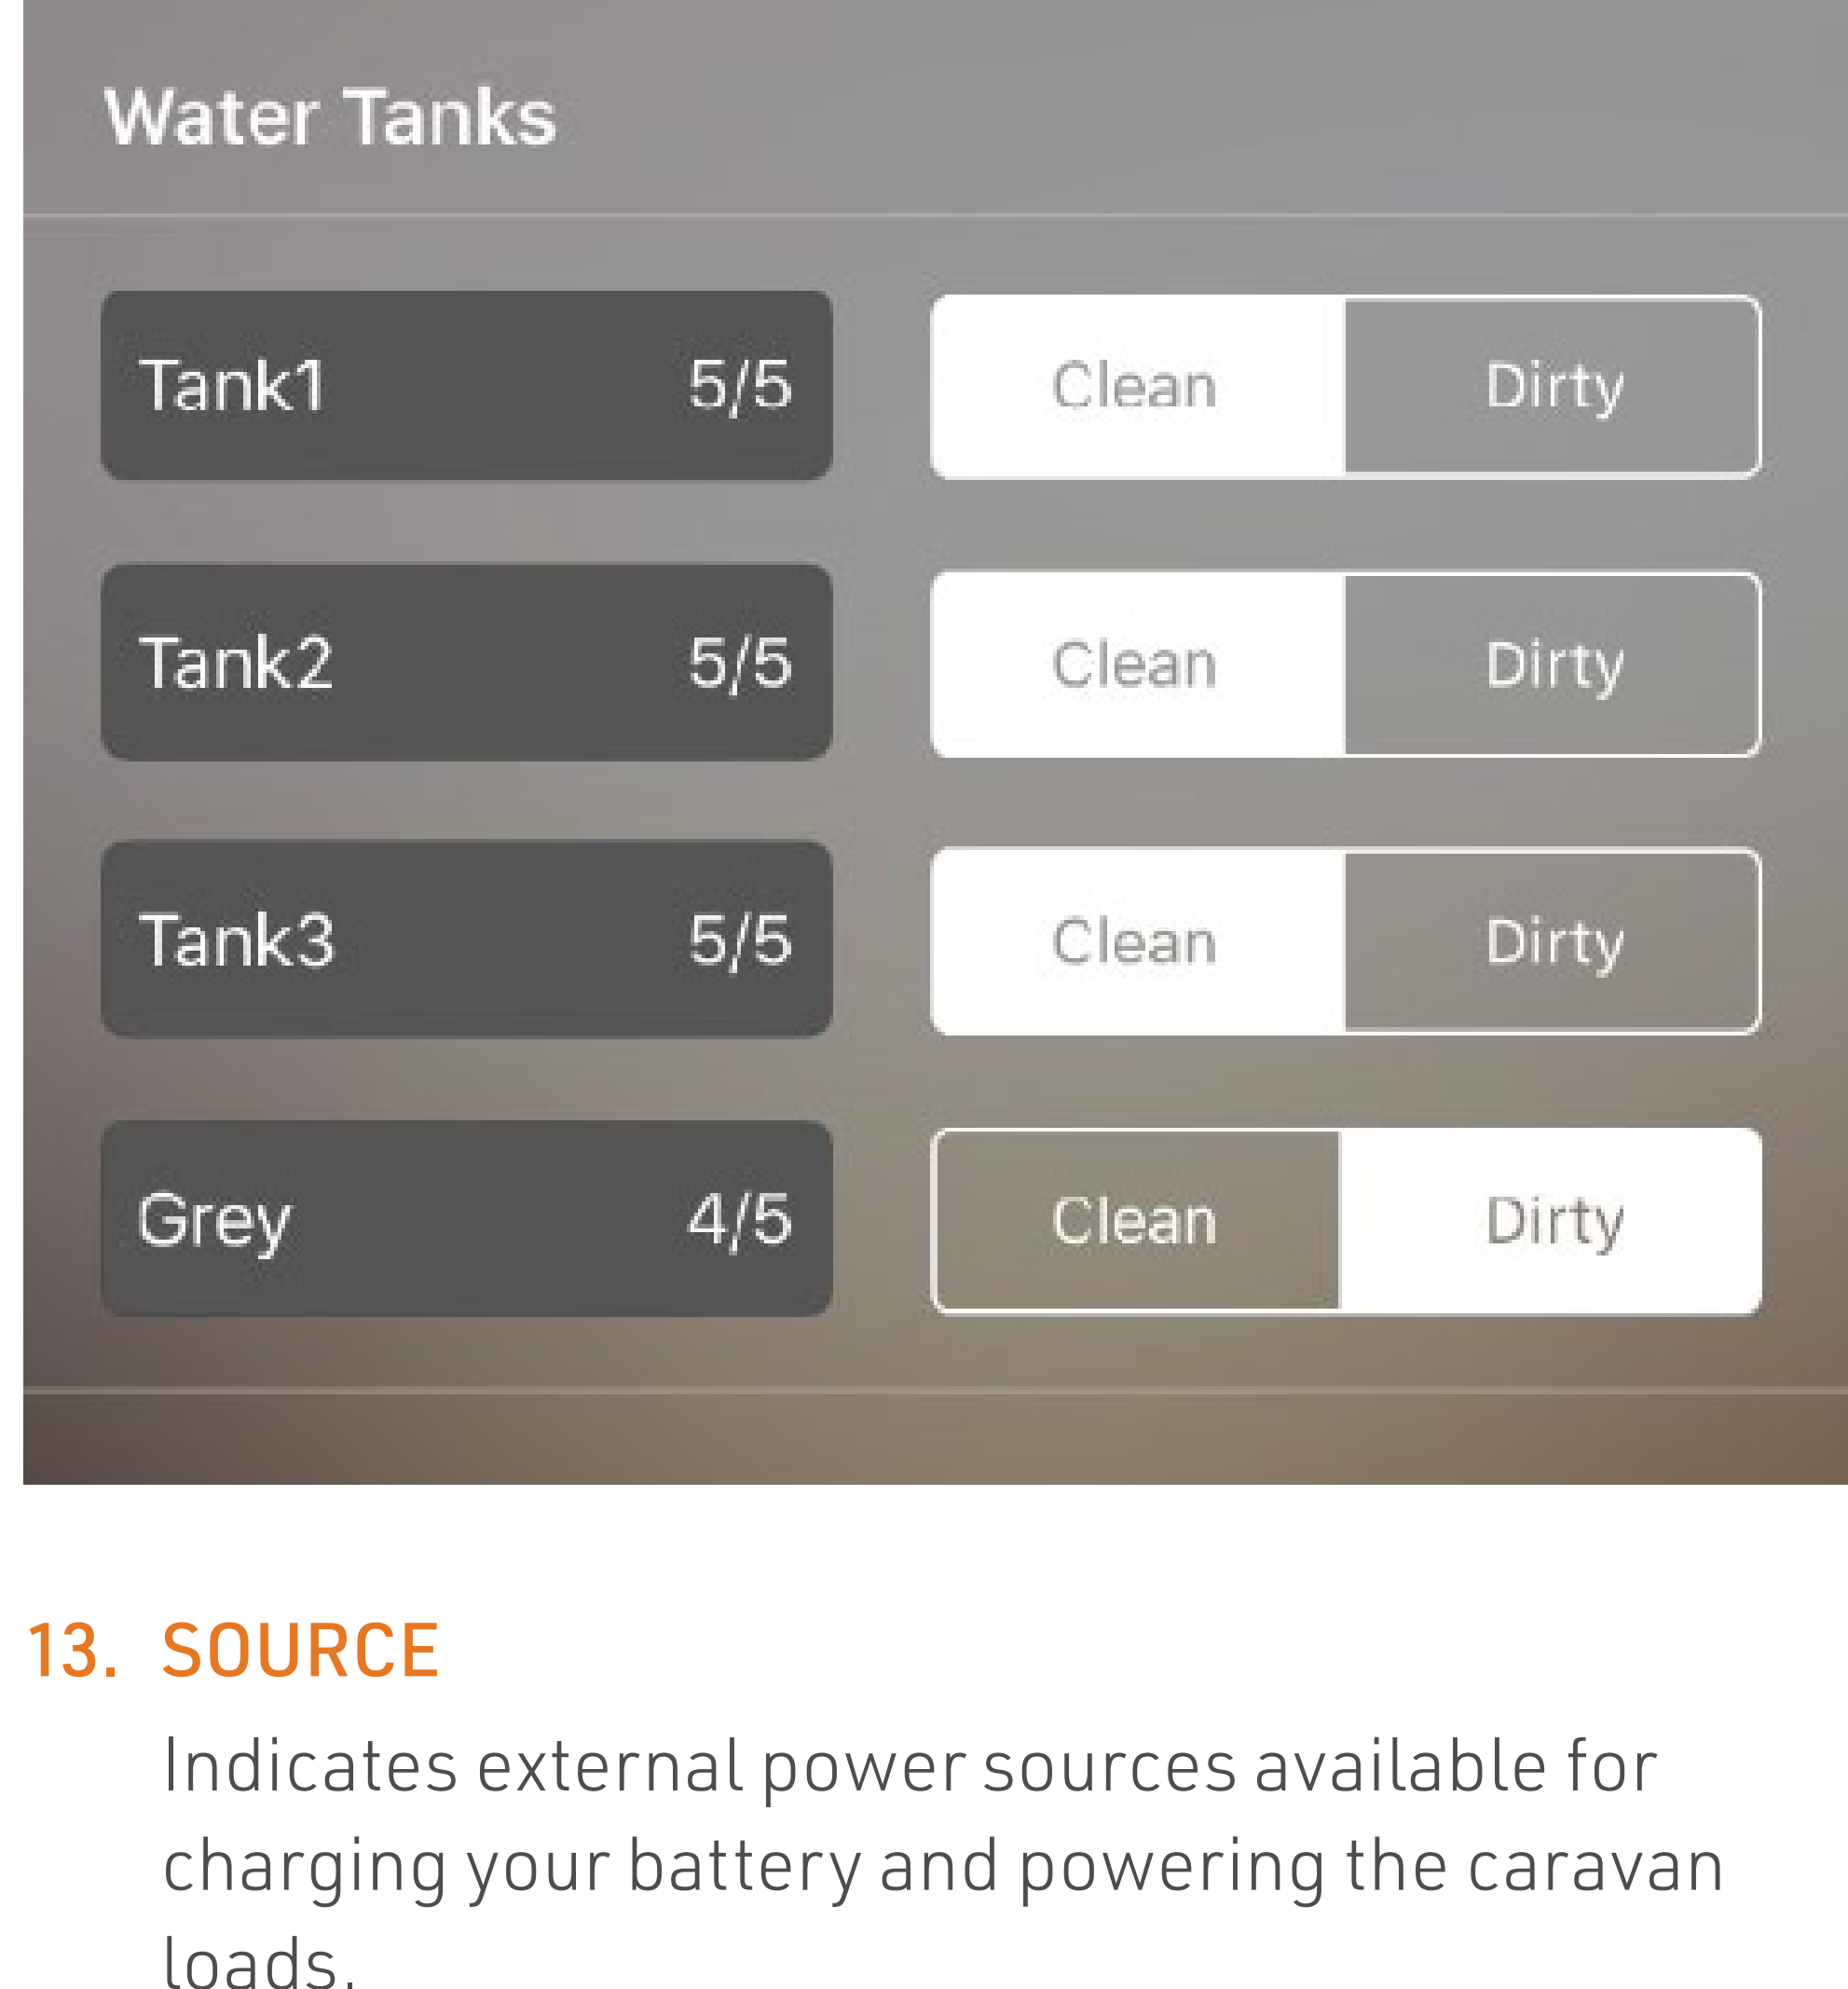 Water Tanks
Tank1 5/5 Clean Dirty
Tank2 5/5 Clean Dirty
Tank3 5/5 Clean Dirty
Grey 4/5 Clean Dirty
13. SOURCE
Indicates external power sources available for
charging your battery and powering the caravan
loads.